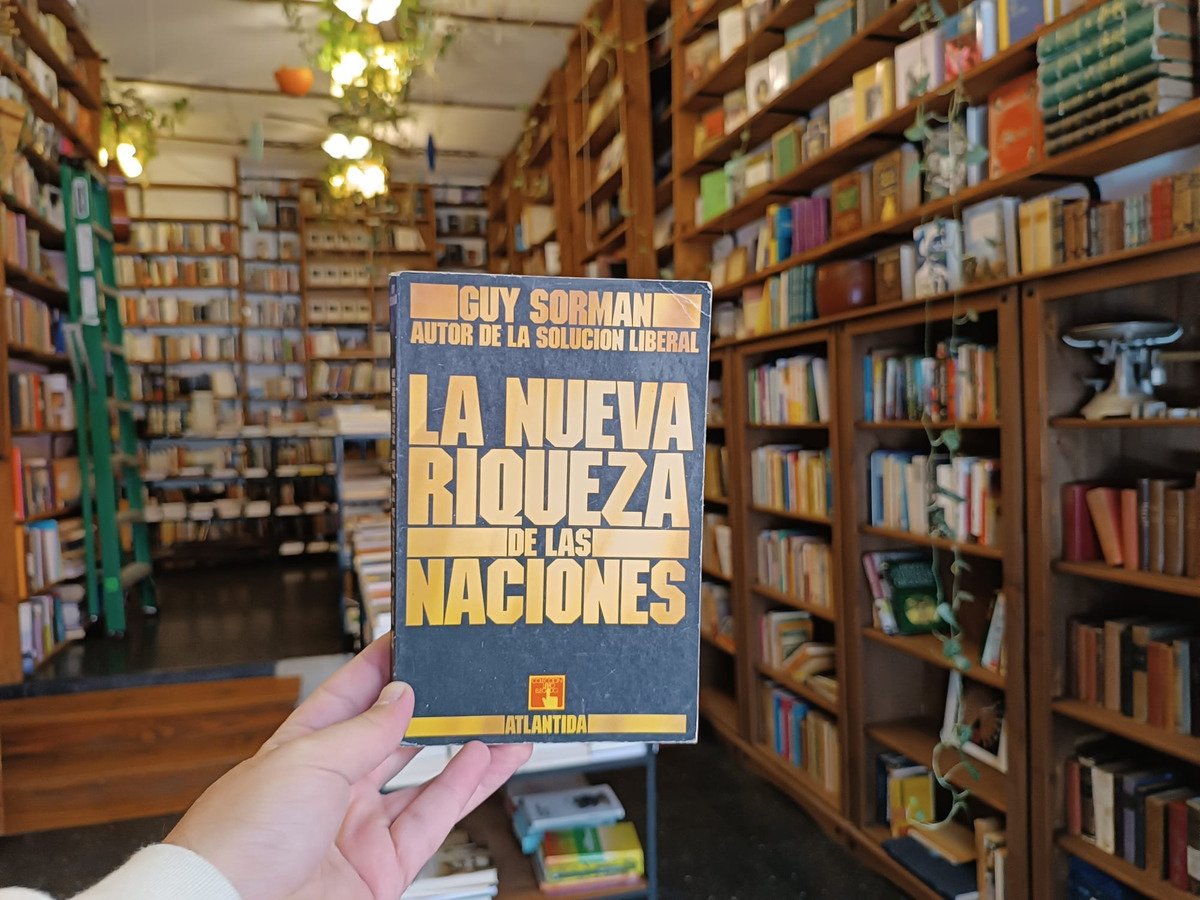 GUY SORMAN
AUTOR DE LA SOLUCION LIBERAL
LA NUEVA
RIQUEZA
DE LAS
NACIONES
ATLANTIDA